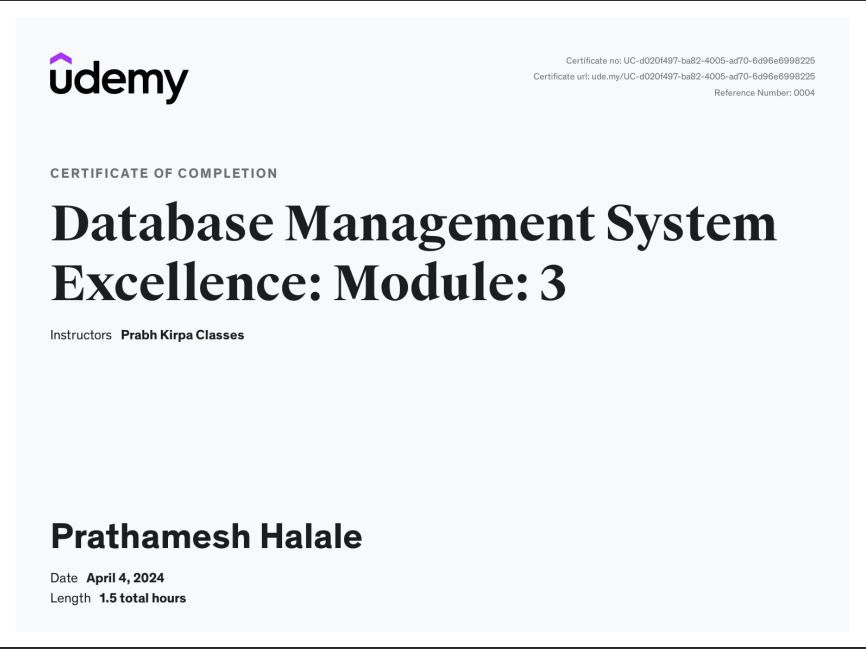 udemy
Certificate no: UC-d020f497-ba82-4005-ad70-6d96e6998225
Certificate url: ude.my/UC-d020f497-ba82-4005-ad70-6d96e6998225
Reference Number: 0004
CERTIFICATE OF COMPLETION
Database Management System
Excellence: Module: 3
Instructors Prabh Kirpa Classes
Prathamesh Halale
Date April 4, 2024
Length 1.5 total hours